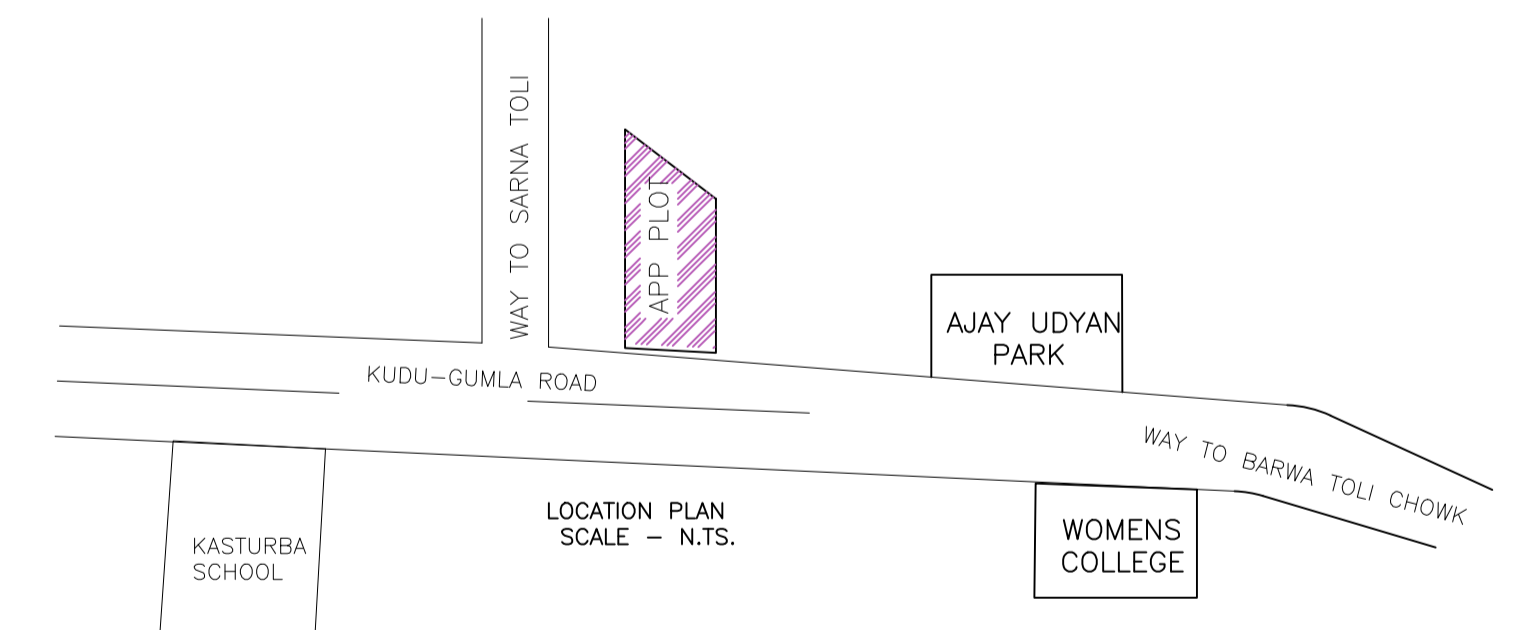 WAY TO SARNA TOLI
APP PLOT
AJAY UDYAN
PARK
KUDU-GUMLA ROAD
WAY TO BARWA TOLI CHOWK
LOCATION PLAN
SCALE - N.TS.
WOMENS
COLLEGE
KASTURBA
SCHOOL